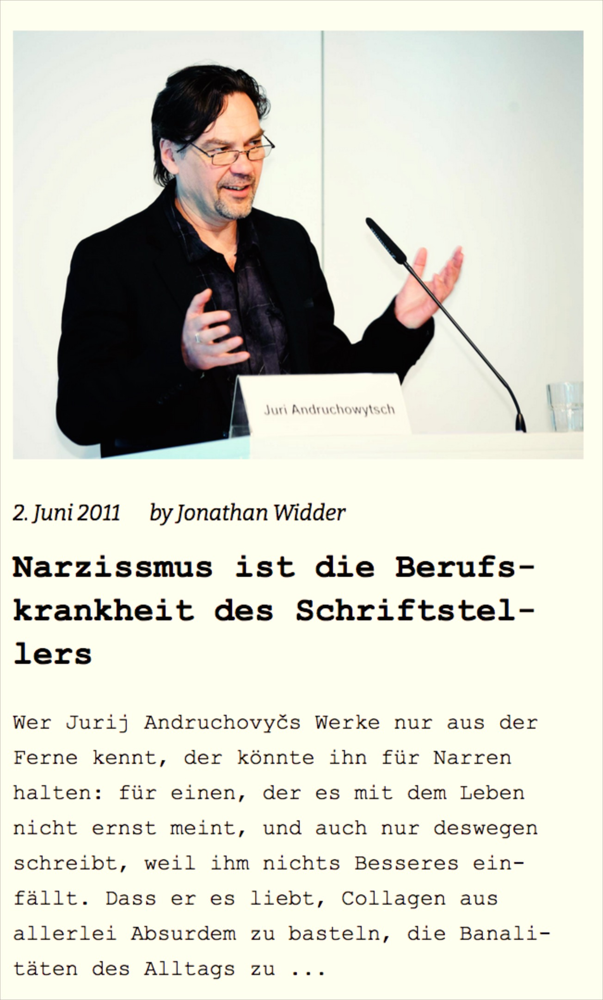 Juri Andruchowytsch
2. Juni 2011 by Jonathan Widder
Narzissmus ist die Berufs-
krankheit des Schriftstel-
lers
Wer Jurij Andruchovyčs Werke nur aus der
Ferne kennt, der könnte ihn für Narren
halten: für einen, der es mit dem Leben
nicht ernst meint, und auch nur deswegen
schreibt, weil ihm nichts Besseres ein-
fällt. Dass er es liebt, Collagen aus
allerlei Absurdem zu basteln, die Banali-
täten des Alltags zu ...